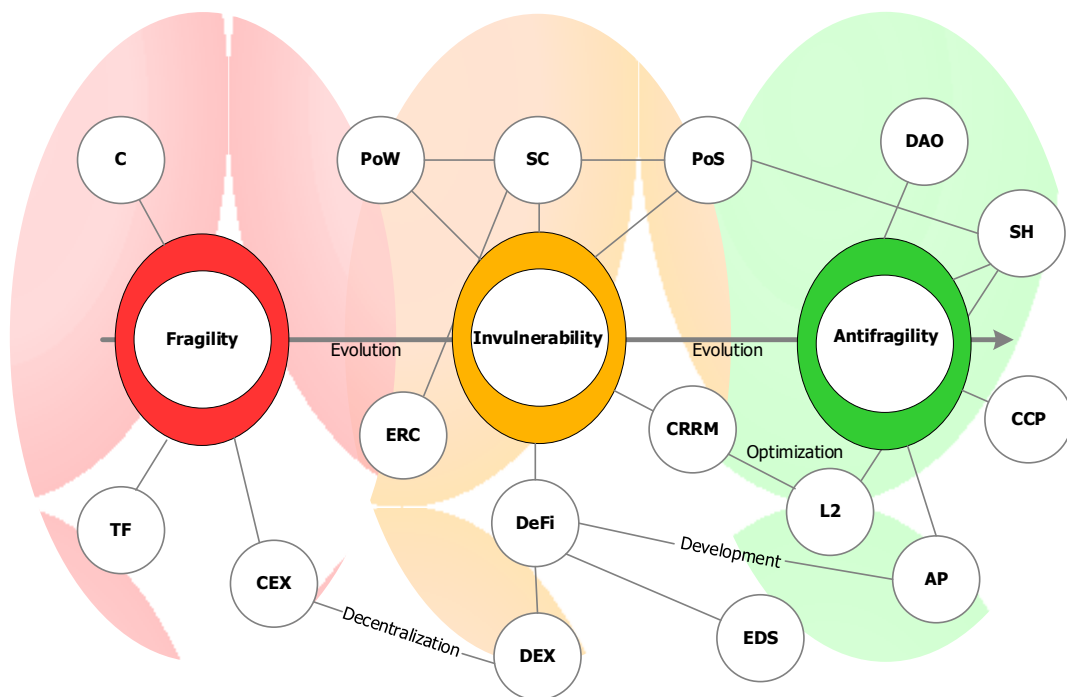 C
PoW
SC
PoS
DAO
SH
Fragility
Evolution
Invulnerability
Evolution
Antifragility
ERC
CRRM
CCP
Optimization
TF
CEX
DeFi
L2
Development
AP
Decentralization
DEX
EDS